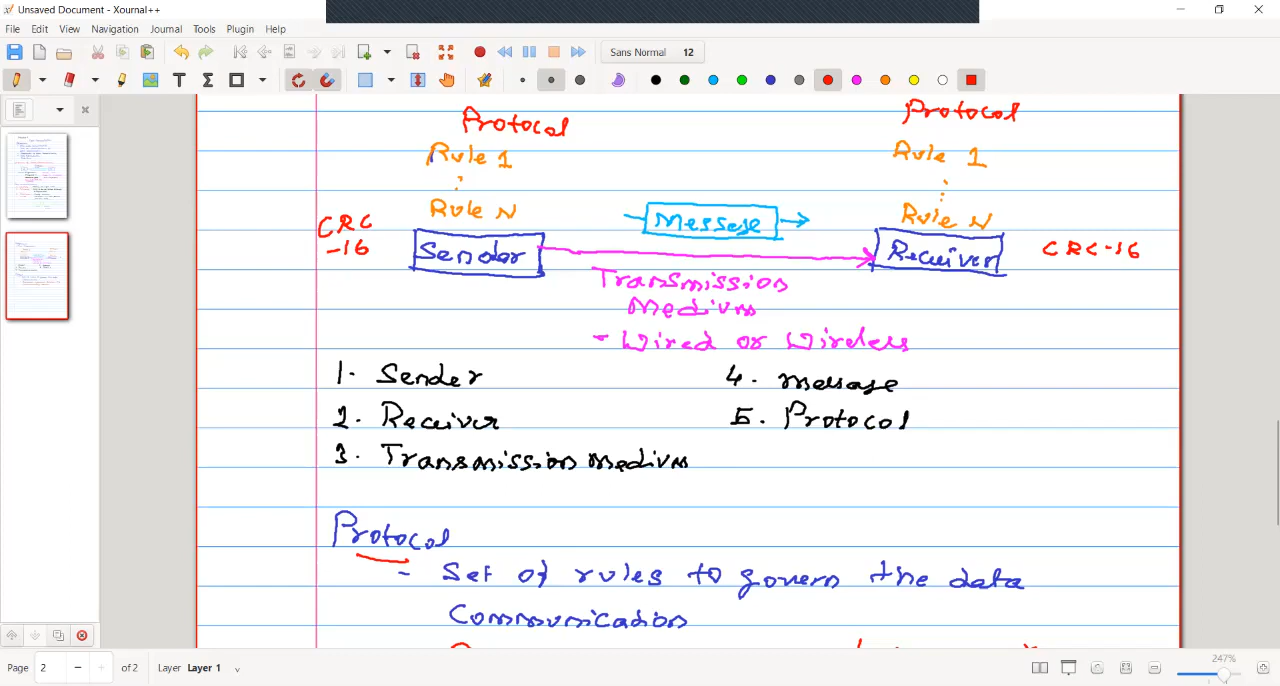 Unsaved Document - Xournal++
File Edit View Navigation Journal Tools Plugin Help
Sans Normal 12
Protocol Protocol
Rule 1 Rule 1
Rule N Rule N
CRC
-16
Message
Sender Receiver CRC-16
Transmission
Medium
- Wired or Wireless
1. Sender 4. message
2. Receiver 5. Protocol
3. Transmission medium
Protocol
- Set of rules to govern the data
Communication
Page 2 of 2 Layer Layer 1 247%